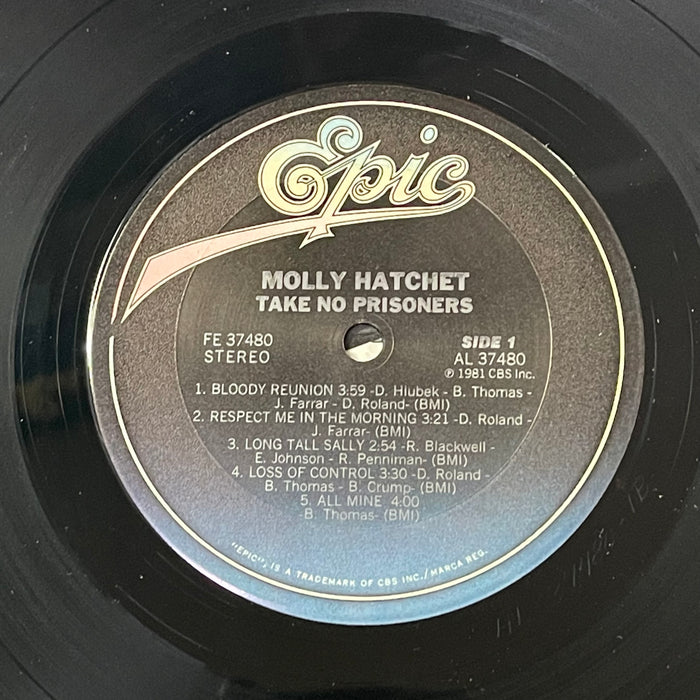 Epic
MOLLY HATCHET
TAKE NO PRISONERS
FE 37480
STEREO
SIDE 1
AL 37480
℗ 1981 CBS Inc.
1. BLOODY REUNION 3:59 -D. Hlubek - B. Thomas -
J. Farrar - D. Roland- (BMI)
2. RESPECT ME IN THE MORNING 3:21 -D. Roland -
J. Farrar- (BMI)
3. LONG TALL SALLY 2:54 -R. Blackwell -
E. Johnson - R. Penniman- (BMI)
4. LOSS OF CONTROL 3:30 -D. Roland -
B. Thomas - B. Crump- (BMI)
5. ALL MINE 4:00
-B. Thomas- (BMI)
"EPIC", IS A TRADEMARK OF CBS INC./MARCA REG.